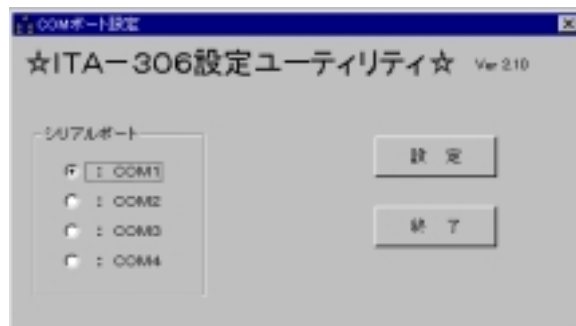 COMポート設定
☆ITA－306設定ユーティリティ☆ Ver 2.10
シリアルポート
： COM1
： COM2
： COM3
： COM4
設 定
終 了